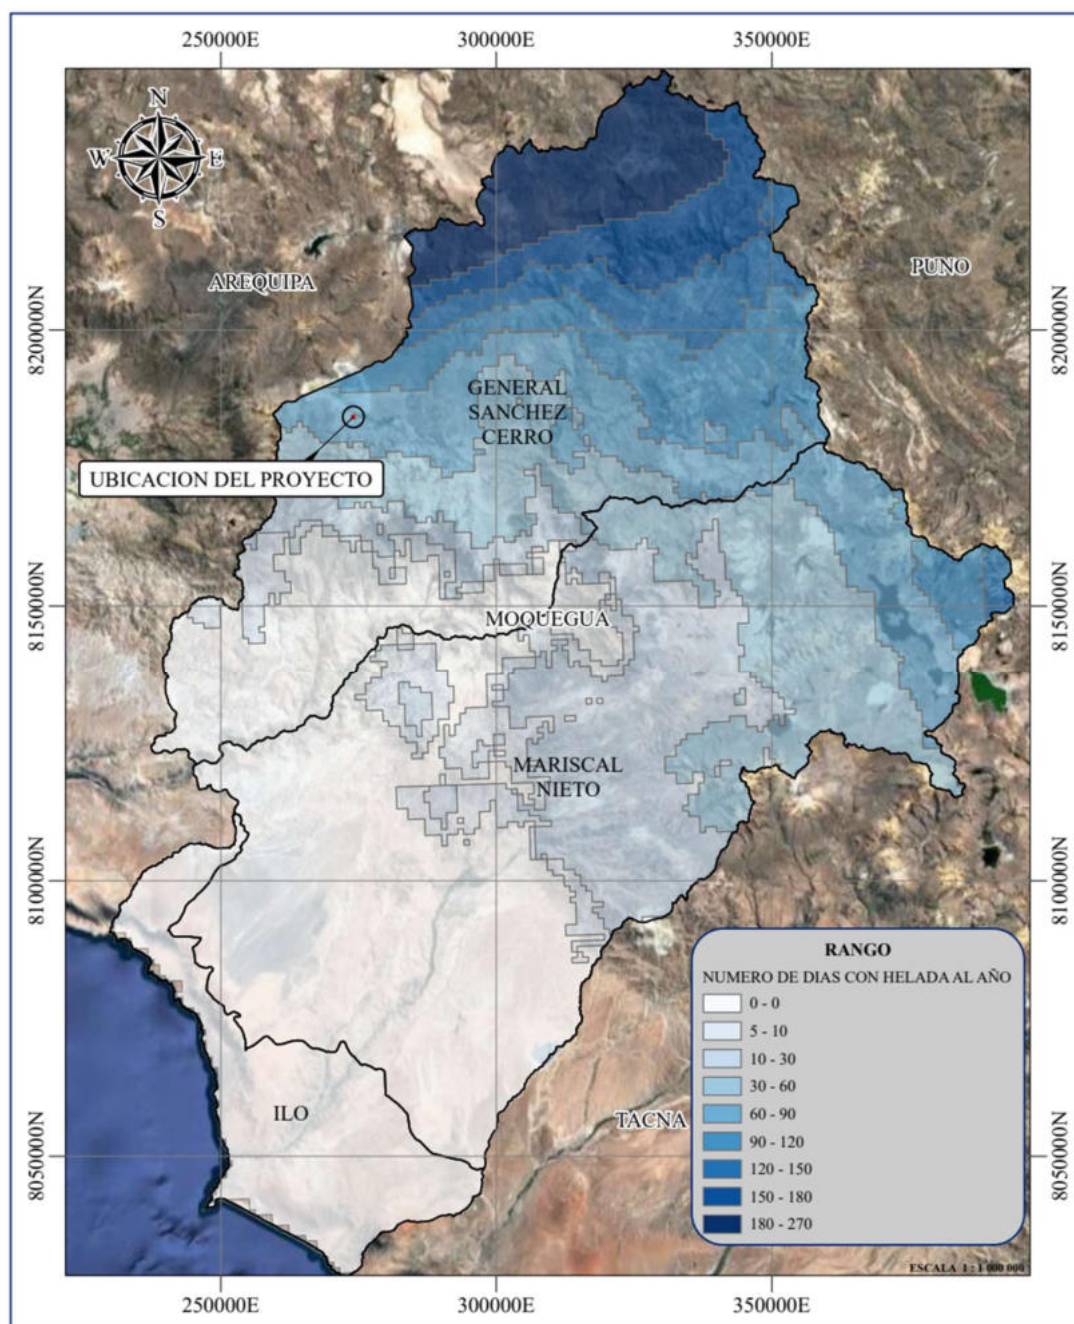 250000E
300000E
350000E
N
W
E
S
AREQUIPA
PUNO
8200000N
8200000N
GENERAL
SANCHEZ
CERRO
UBICACION DEL PROYECTO
8150000N
8150000N
MOQUEGUA
MARISCAL
NIETO
8100000N
8100000N
RANGO
NUMERO DE DIAS CON HELADA AL AÑO
0 - 0
5 - 10
10 - 30
30 - 60
60 - 90
90 - 120
120 - 150
150 - 180
180 - 270
ILO
TACNA
8050000N
8050000N
ESCALA 1 : 1 000 000
250000E
300000E
350000E